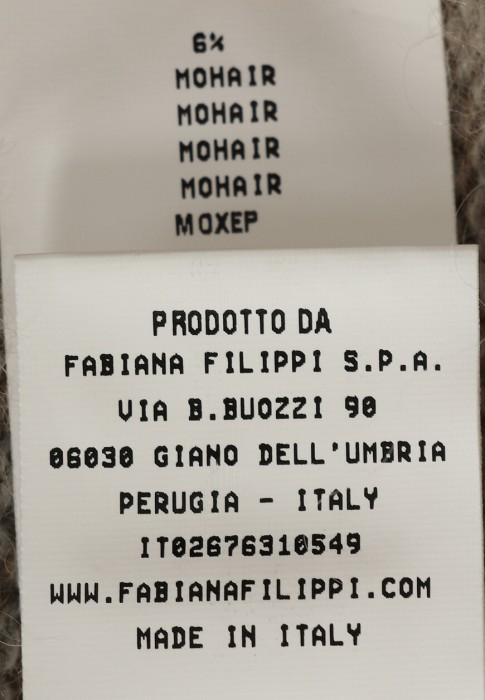 6%
MOHAIR
MOHAIR
MOHAIR
MOHAIR
МОХЕР
PRODOTTO DA
FABIANA FILIPPI S.P.A.
VIA B.BUOZZI 90
06030 GIANO DELL'UMBRIA
PERUGIA - ITALY
IT02676310549
WWW.FABIANAFILIPPI.COM
MADE IN ITALY